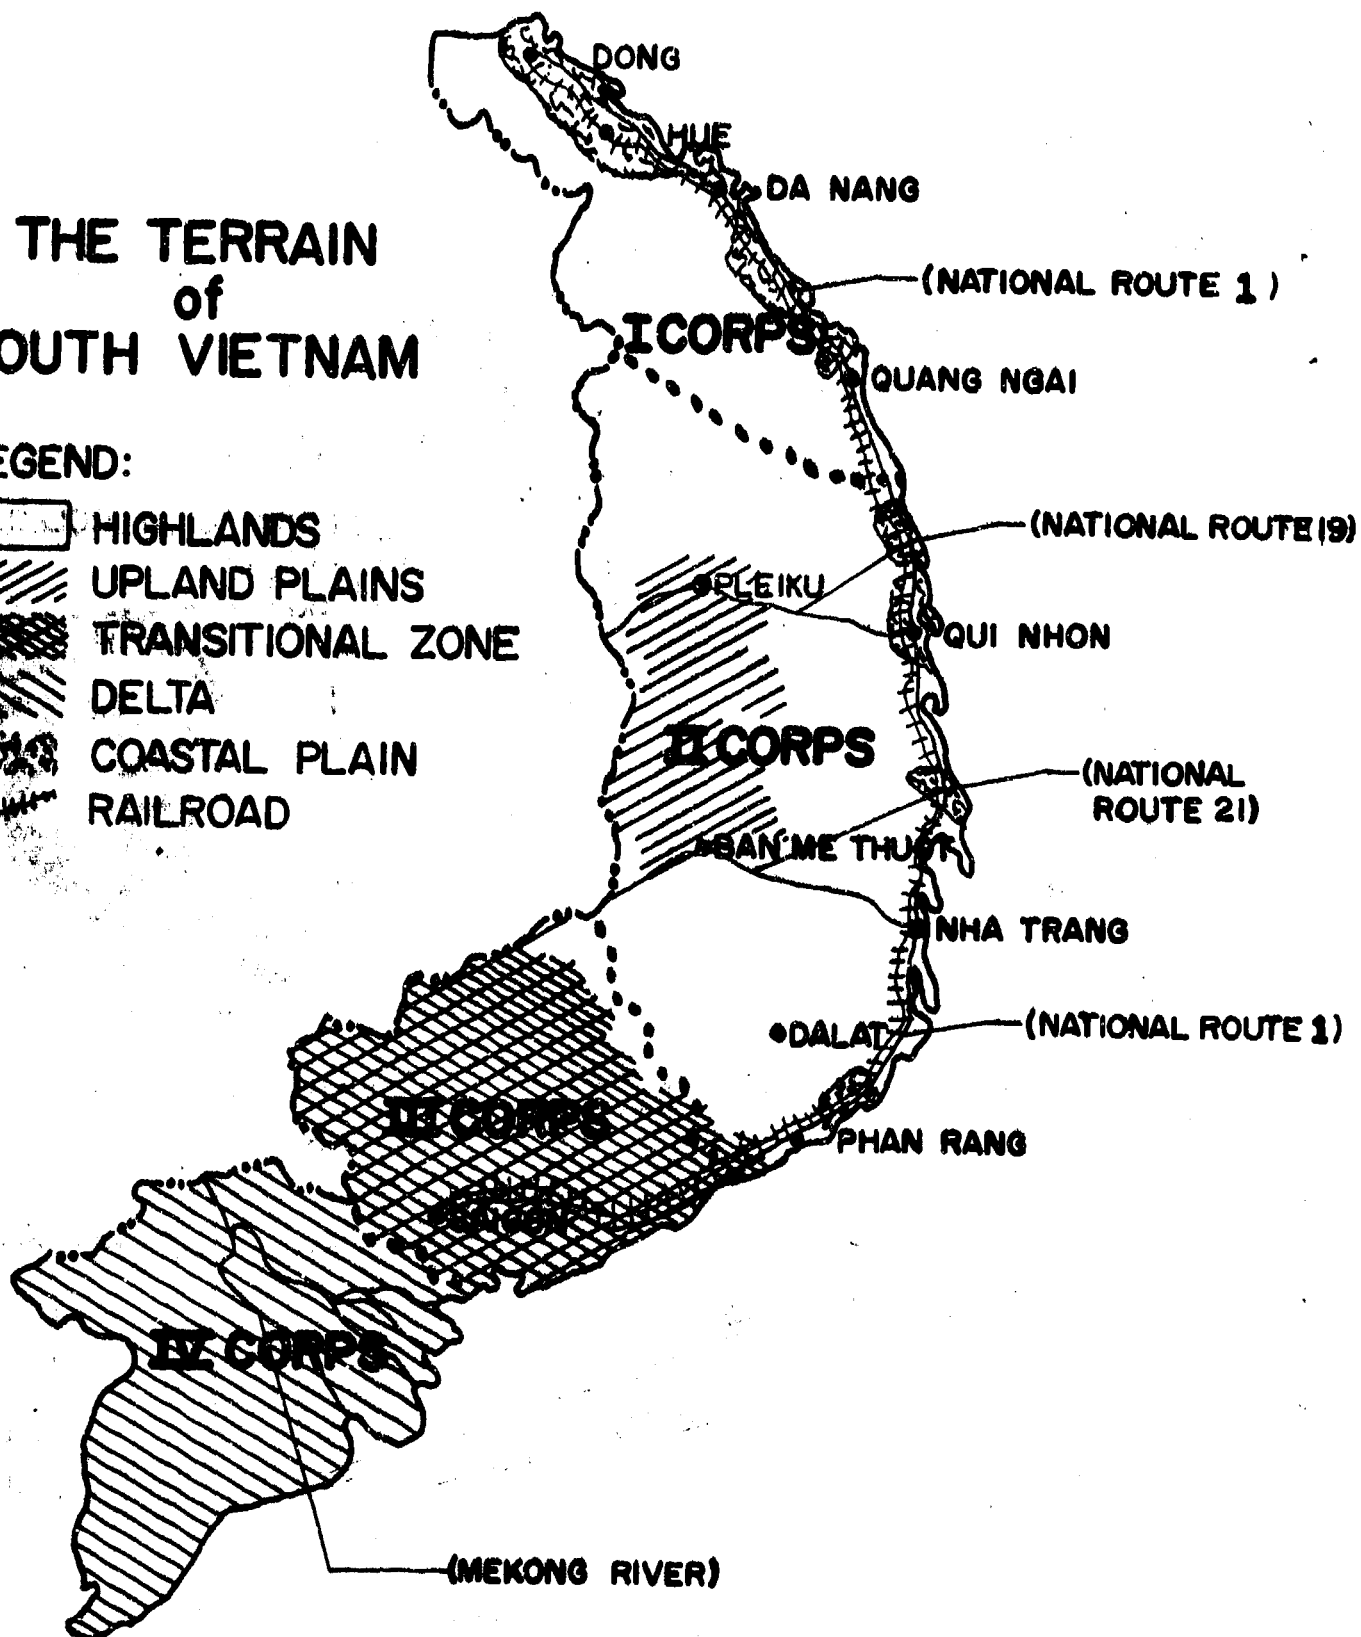 THE TERRAIN
of
OUTH VIETNAM
EGEND:
HIGHLANDS
UPLAND PLAINS
TRANSITIONAL ZONE
DELTA
COASTAL PLAIN
RAILROAD
DONG
HUE
DA NANG
(NATIONAL ROUTE 1)
I CORPS
QUANG NGAI
(NATIONAL ROUTE 19)
PLEIKU
QUI NHON
II CORPS
(NATIONAL
ROUTE 21)
BAN ME THUOT
NHA TRANG
DALAT
(NATIONAL ROUTE 1)
III CORPS
PHAN RANG
SAIGON
IV CORPS
(MEKONG RIVER)